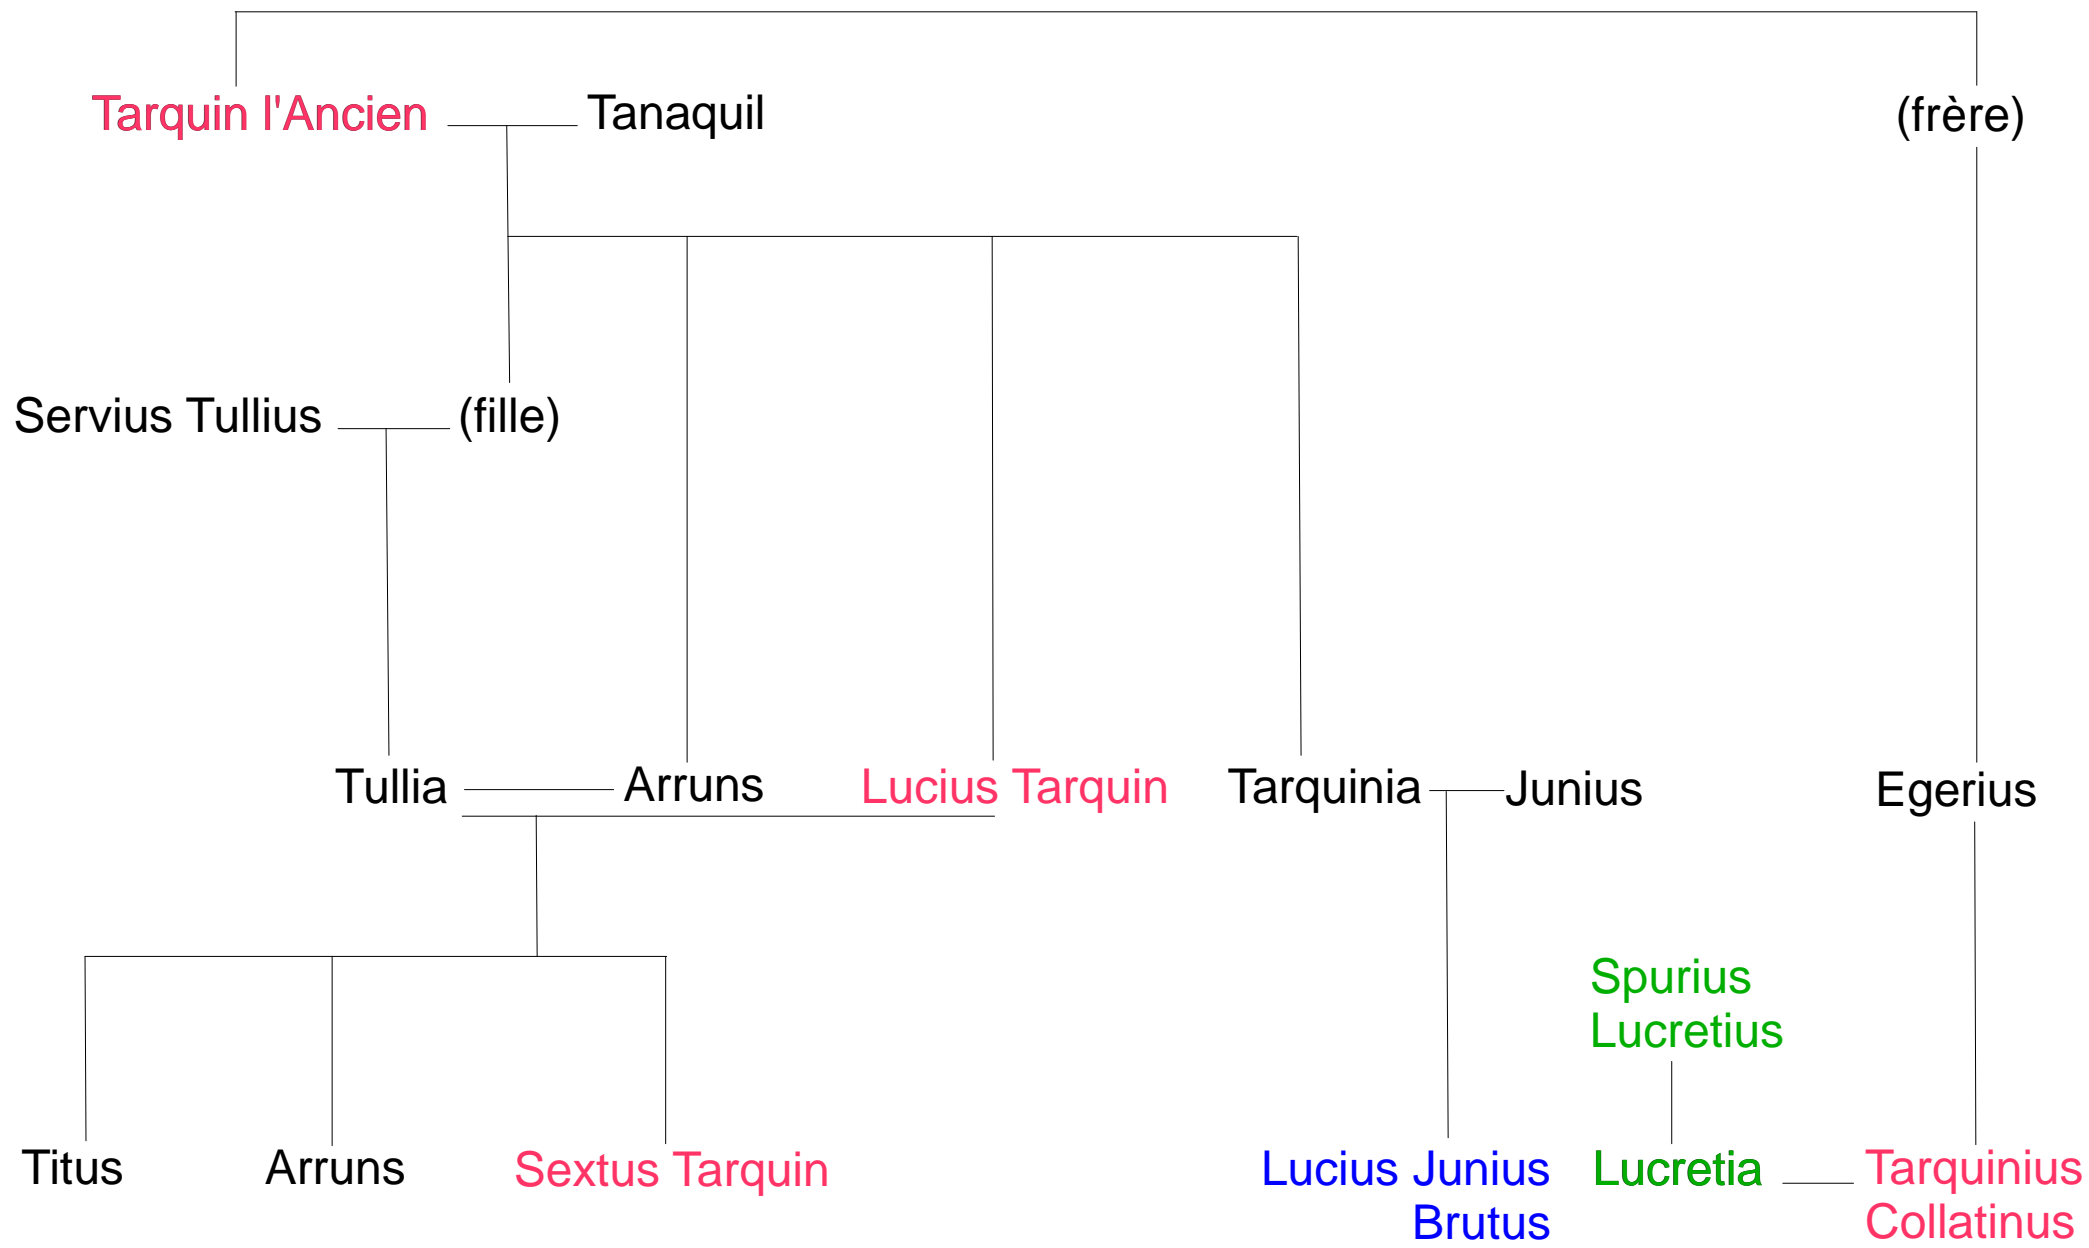 Tarquin l'Ancien
Tanaquil
(frère)
Servius Tullius
(fille)
Tullia
Arruns
Lucius Tarquin
Tarquinia
Junius
Egerius
Spurius
Lucretius
Titus
Arruns
Sextus Tarquin
Lucius Junius
Brutus
Lucretia
Tarquinius
Collatinus